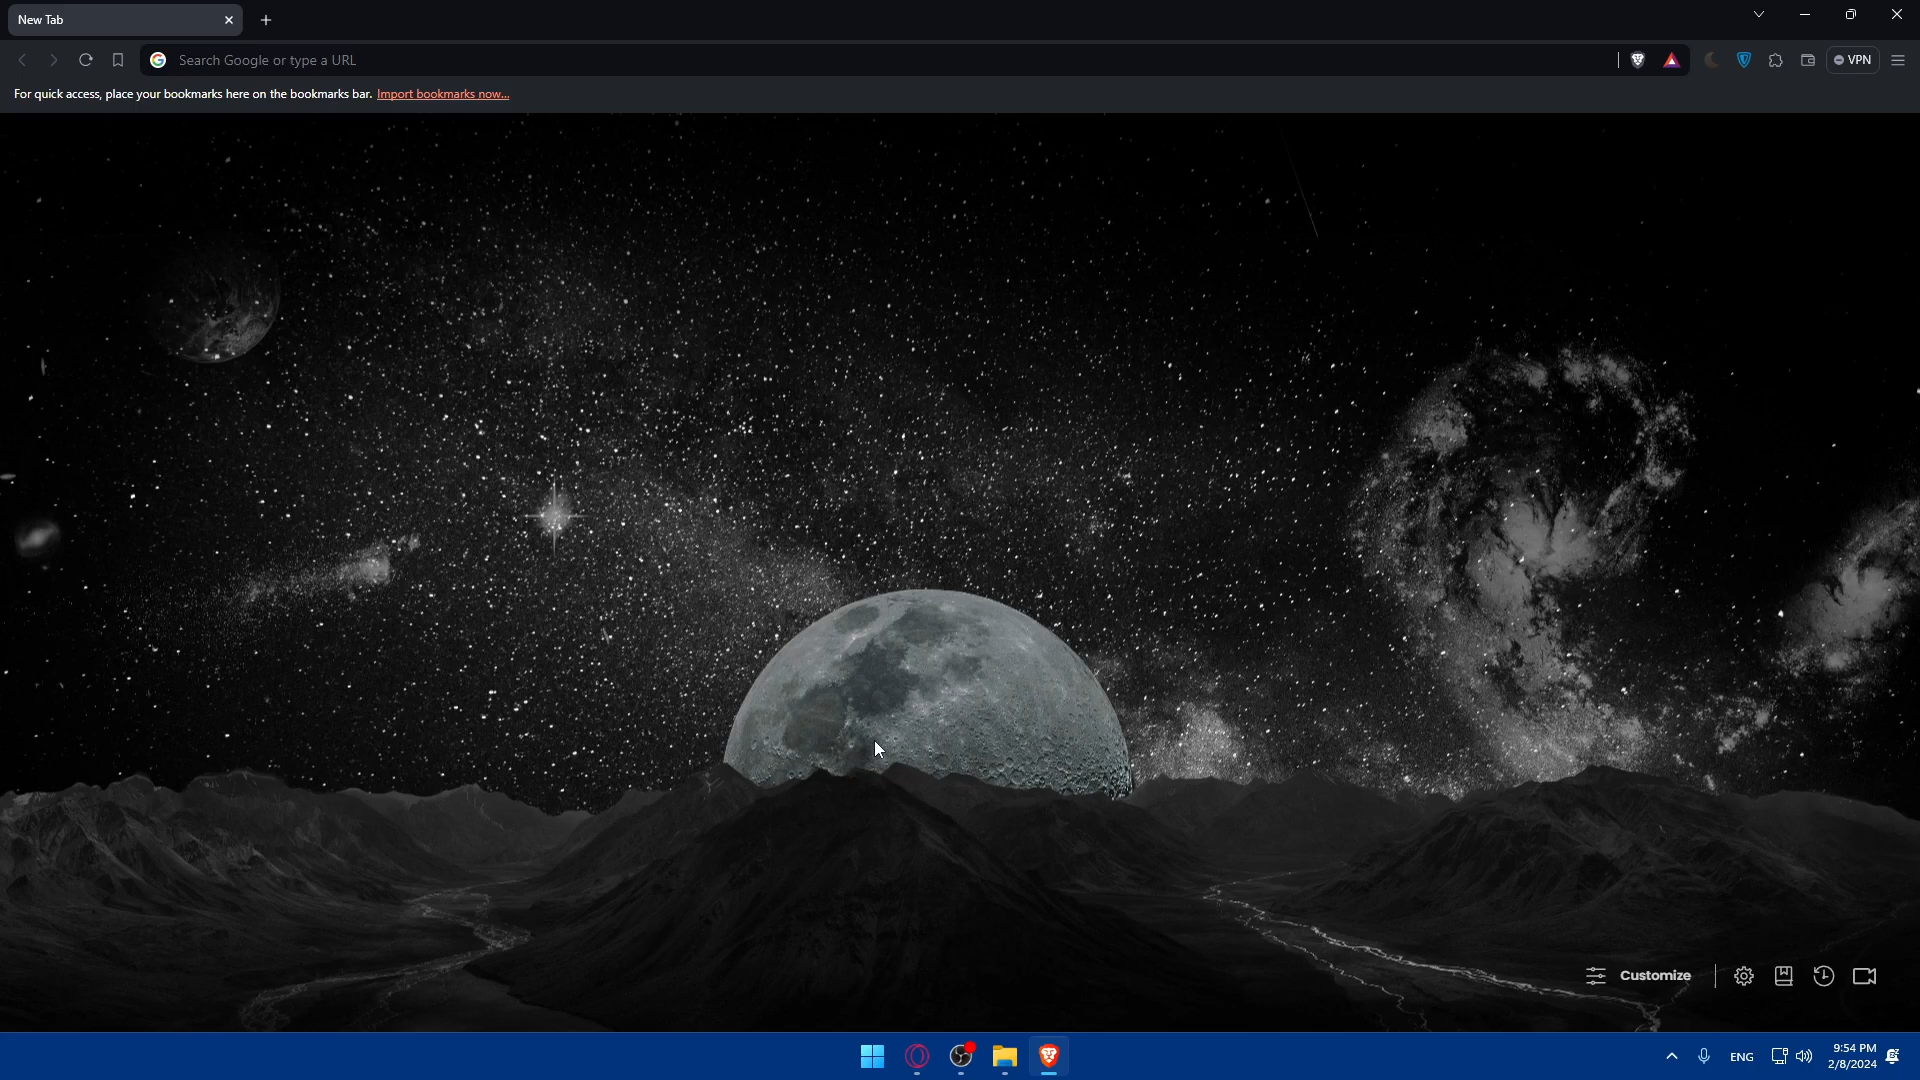 New Tab
Search Google or type a URL
VPN
For quick access, place your bookmarks here on the bookmarks bar. Import bookmarks now...
Customize
ENG
9:54 PM
2/8/2024